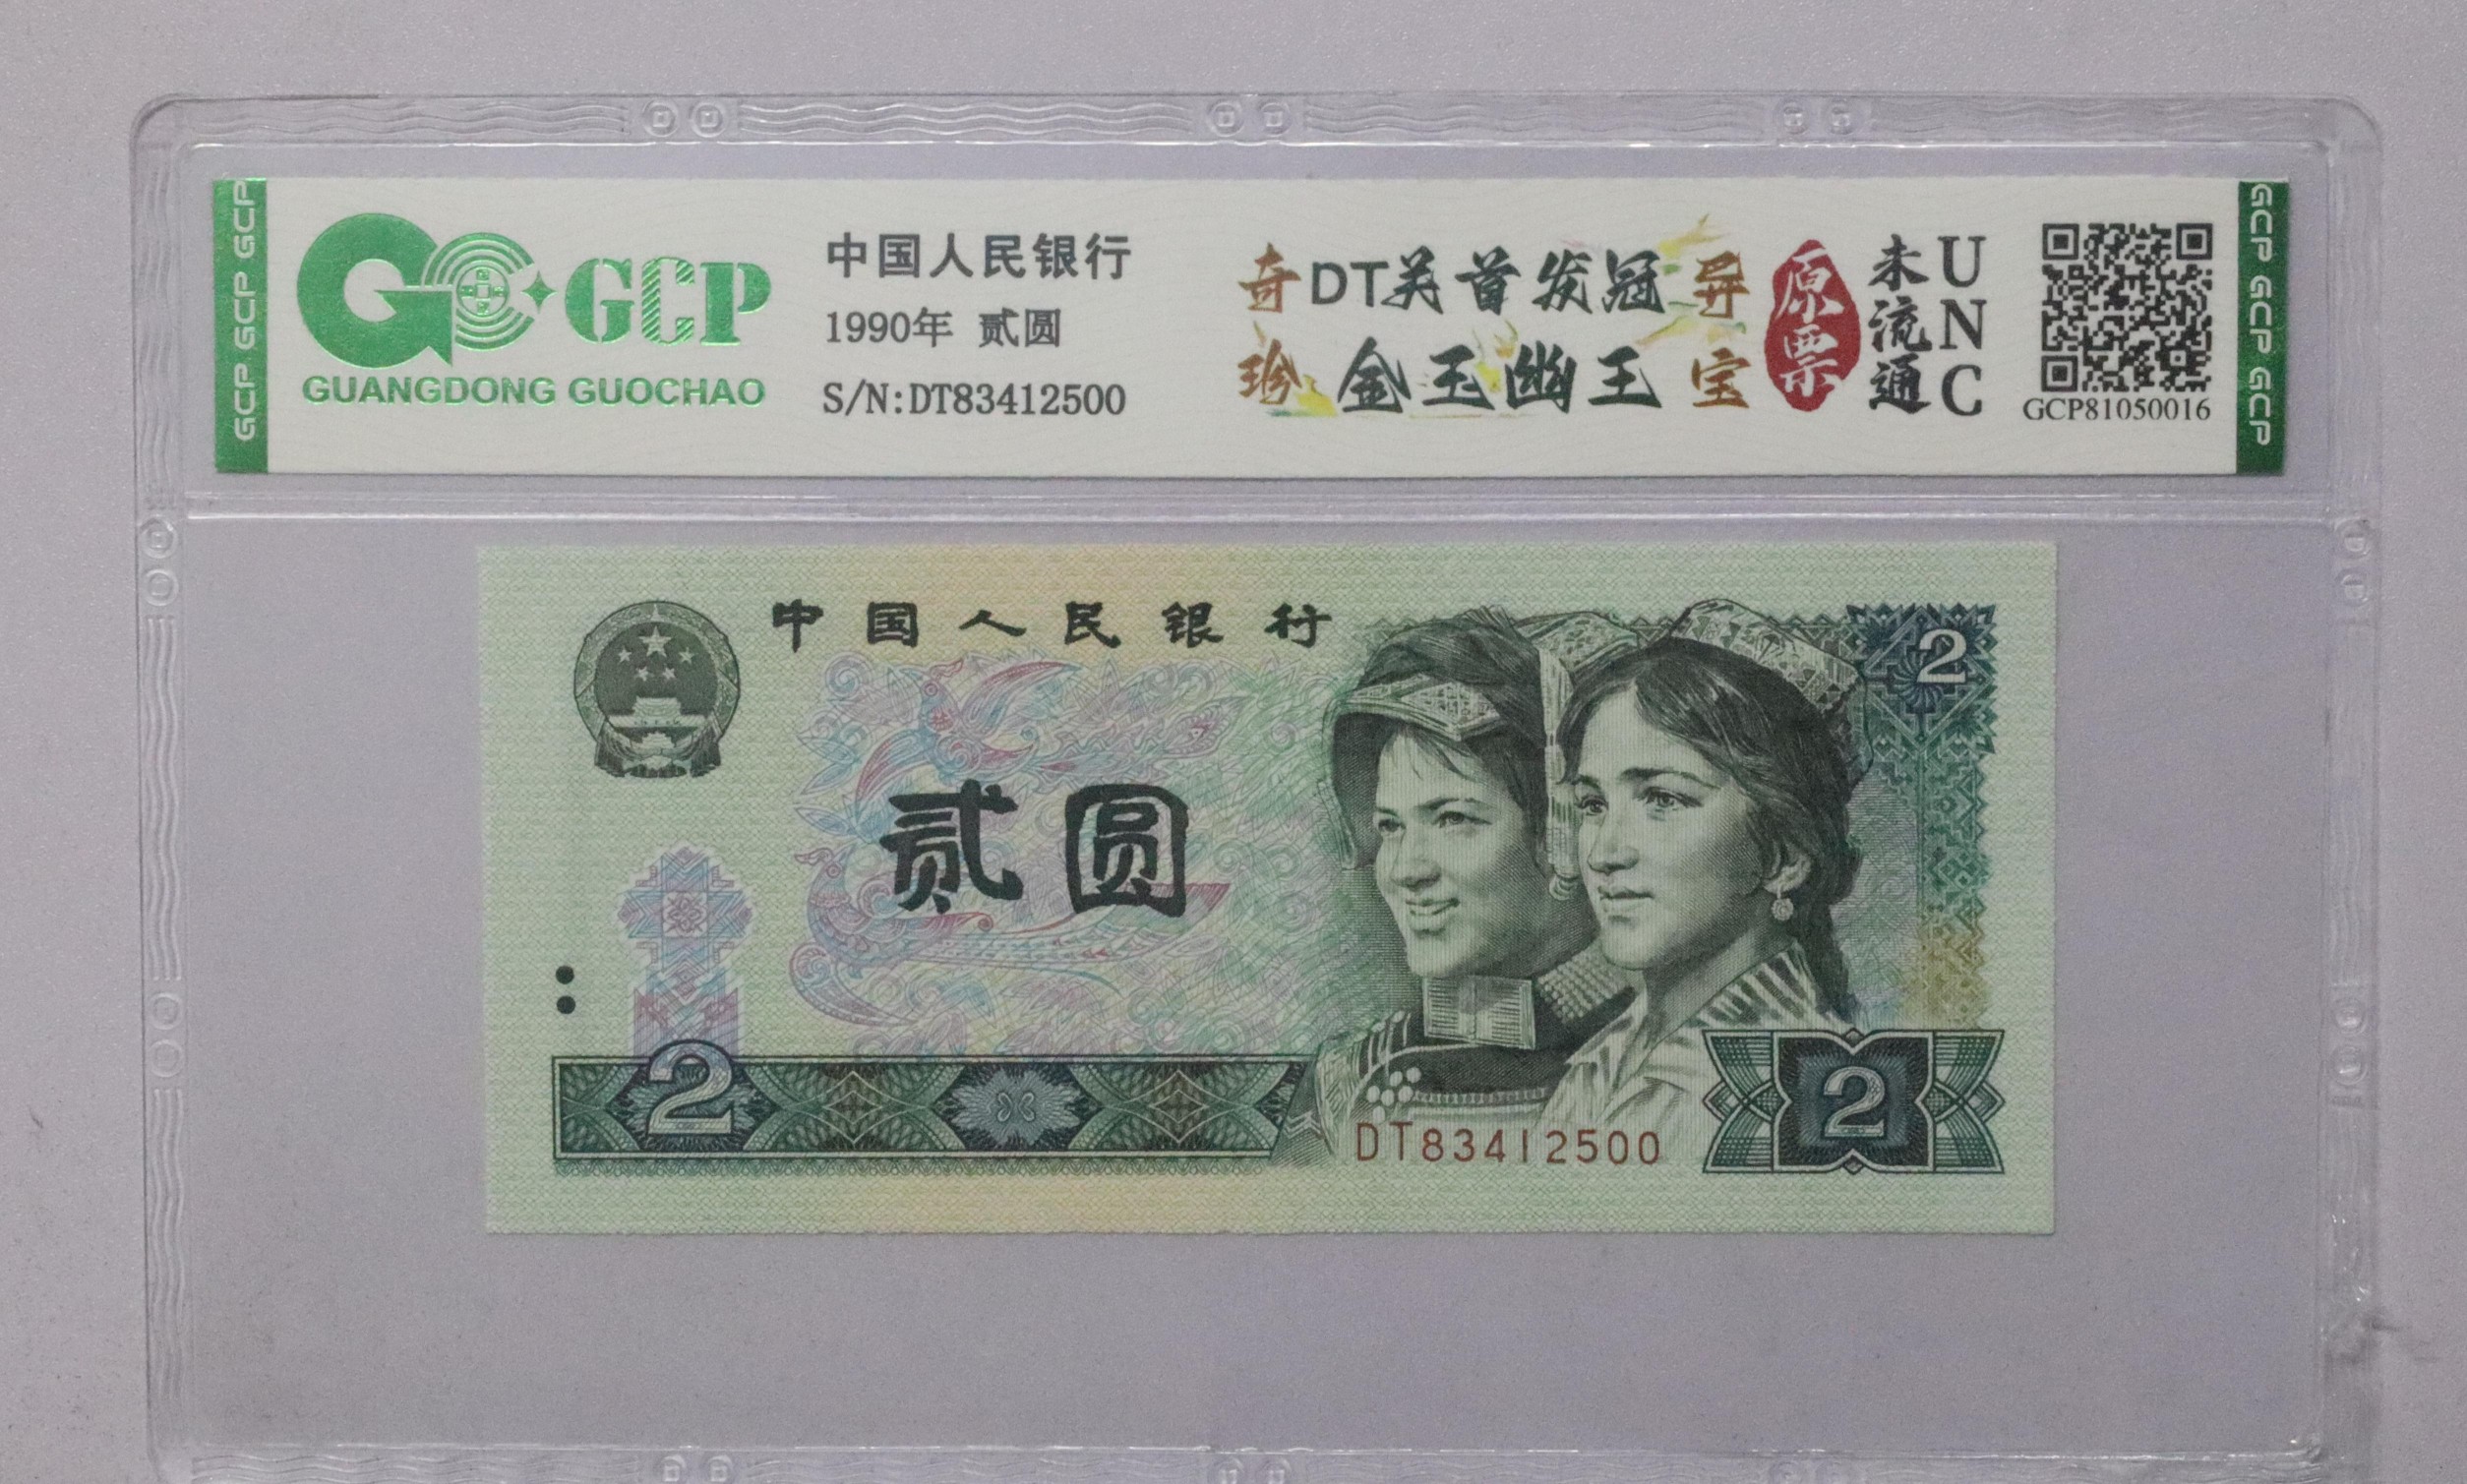 GCP GCP GCP
GCP
GUANGDONG GUOCHAO
中国人民银行
1990年 贰圆
S/N:DT83412500
奇珍
DT关首发冠
金玉幽王
异宝
原票
未流通
UNC
GCP81050016
GCP GCP GCP
中国人民银行
2
贰圆
2
DT83412500
2